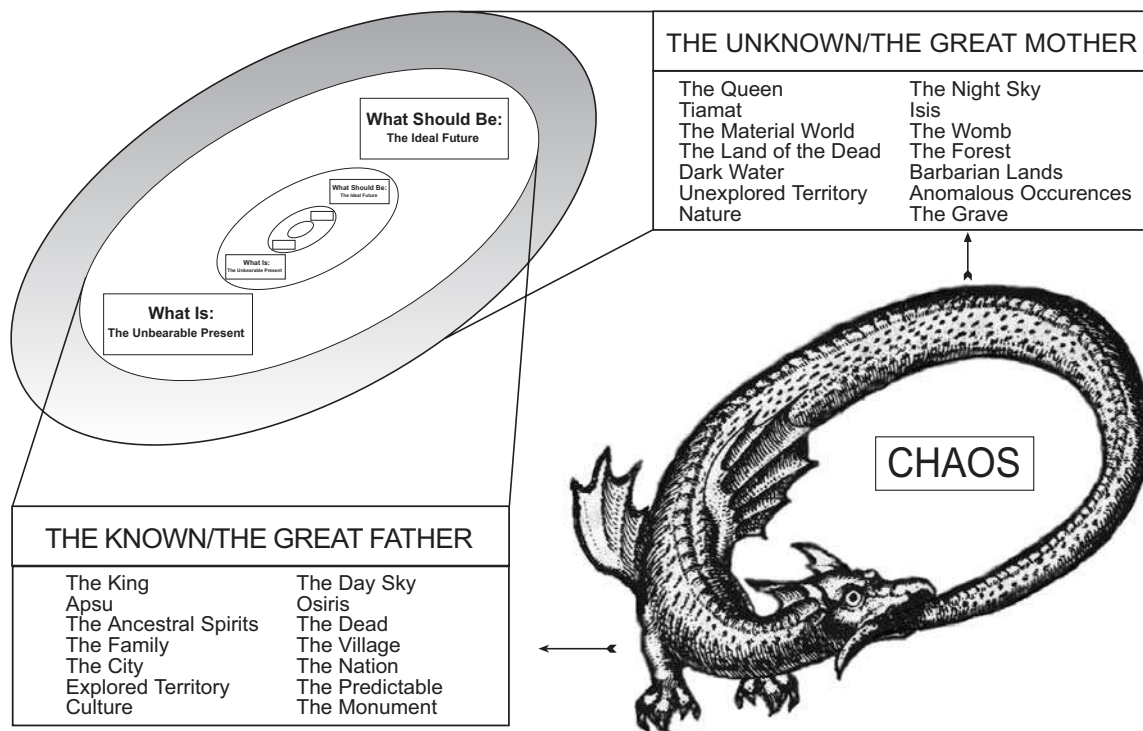 What Should Be:
The Ideal Future
What Should Be:
The Ideal Future
What Is:
The Unbearable Present
What Is:
The Unbearable Present
THE UNKNOWN/THE GREAT MOTHER
The Queen
Tiamat
The Material World
The Land of the Dead
Dark Water
Unexplored Territory
Nature
The Night Sky
Isis
The Womb
The Forest
Barbarian Lands
Anomalous Occurences
The Grave
CHAOS
THE KNOWN/THE GREAT FATHER
The King
Apsu
The Ancestral Spirits
The Family
The City
Explored Territory
Culture
The Day Sky
Osiris
The Dead
The Village
The Nation
The Predictable
The Monument